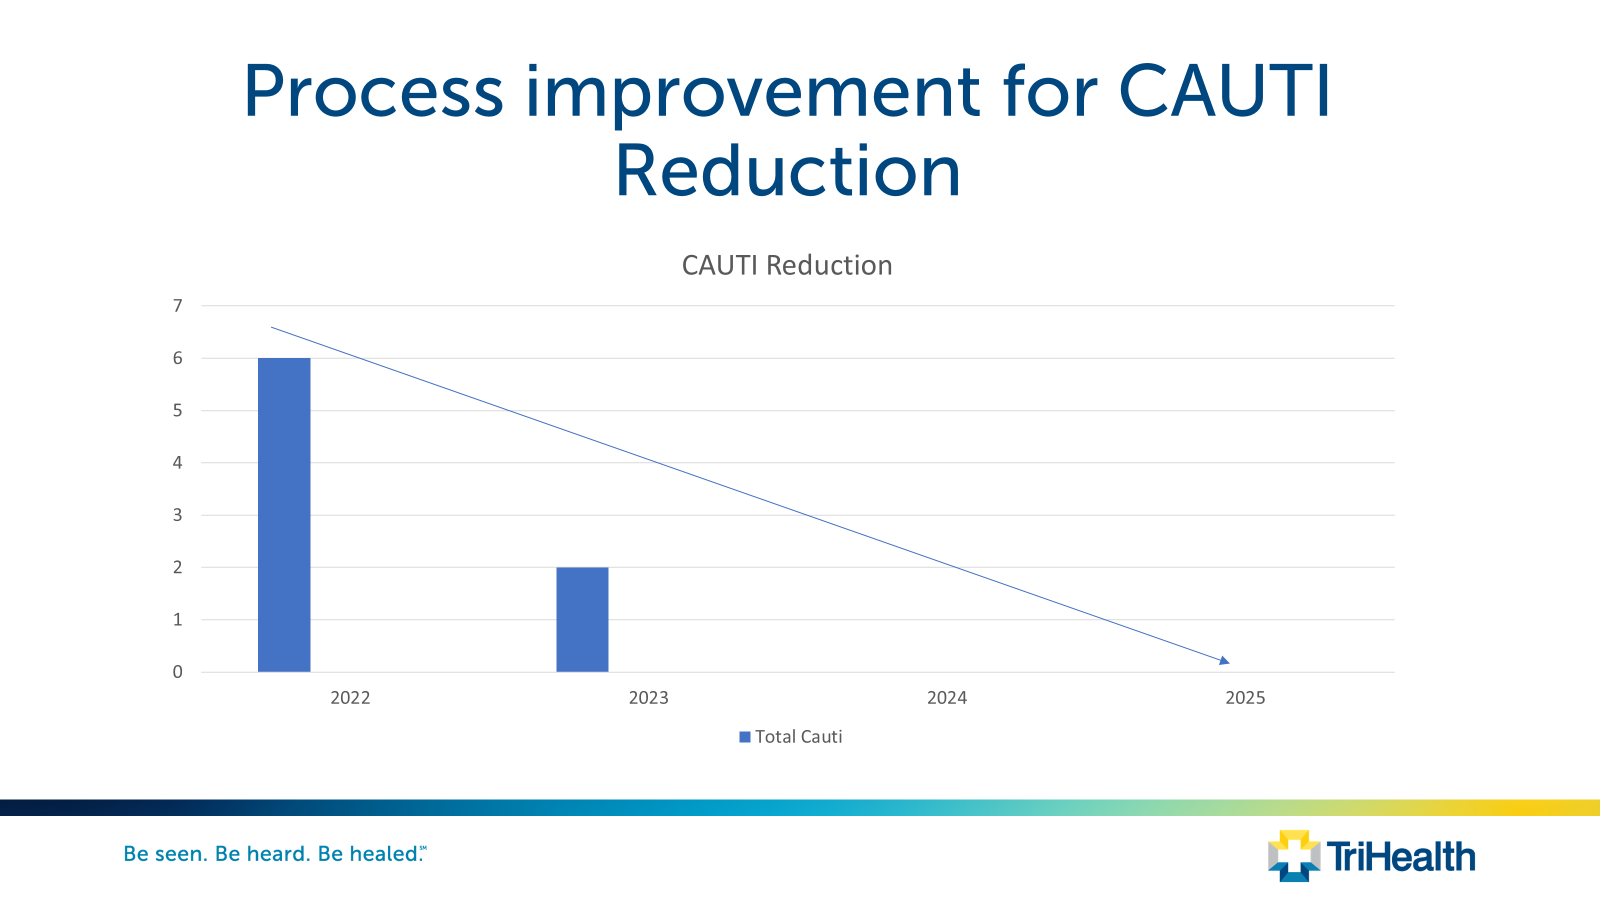 Process improvement for CAUTI
Reduction
CAUTI Reduction
7
6
5
4
3
2
1
0
2022 2023 2024 2025
Total Cauti
Be seen. Be heard. Be healed.℠
TriHealth